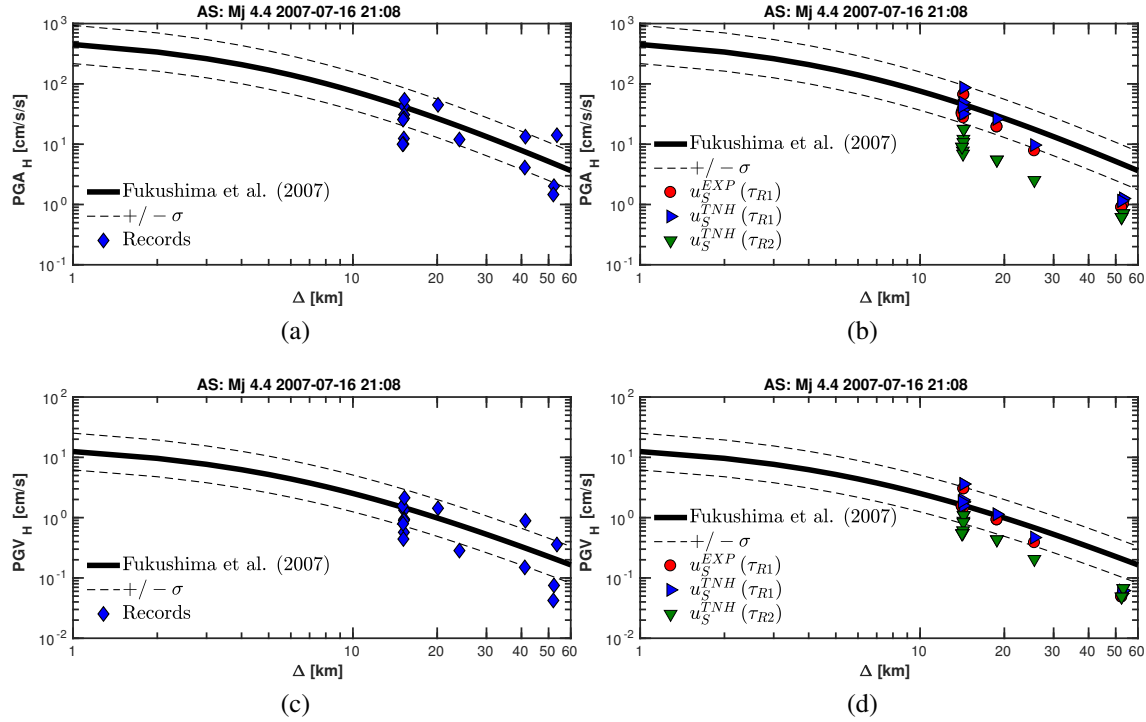 AS: Mj 4.4 2007-07-16 21:08
10^3
10^2
10^1
10^0
10^-1
PGA_H [cm/s]
Fukushima et al. (2007)
+/− σ
Records
1 10 20 30 40 50 60
Δ [km]
(a)
AS: Mj 4.4 2007-07-16 21:08
10^3
10^2
10^1
10^0
10^-1
PGA_H [cm/s]
Fukushima et al. (2007)
+/− σ
u_S^EXP (τ_R1)
u_S^TNH (τ_R1)
u_S^TNH (τ_R2)
1 10 20 30 40 50 60
Δ [km]
(b)
AS: Mj 4.4 2007-07-16 21:08
10^2
10^1
10^0
10^-1
10^-2
PGV_H [cm/s]
Fukushima et al. (2007)
+/− σ
Records
1 10 20 30 40 50 60
Δ [km]
(c)
AS: Mj 4.4 2007-07-16 21:08
10^2
10^1
10^0
10^-1
10^-2
PGV_H [cm/s]
Fukushima et al. (2007)
+/− σ
u_S^EXP (τ_R1)
u_S^TNH (τ_R1)
u_S^TNH (τ_R2)
1 10 20 30 40 50 60
Δ [km]
(d)